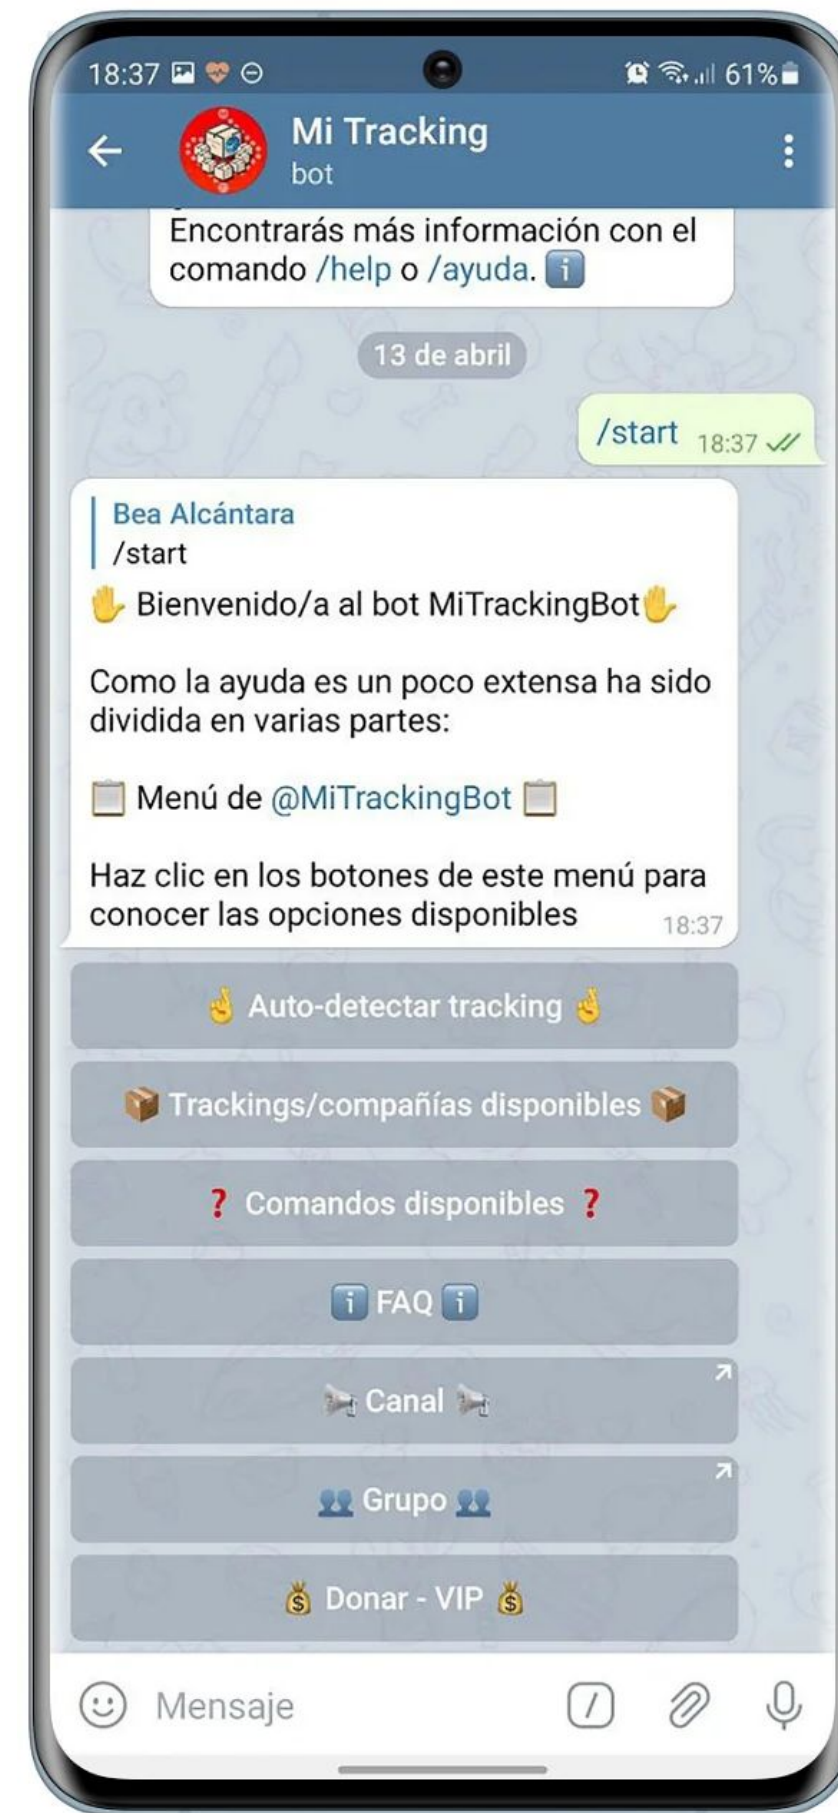 18:37
61%
Mi Tracking
bot
Encontrarás más información con el
comando /help o /ayuda. ℹ️
13 de abril
/start 18:37
Bea Alcántara
/start
🖐 Bienvenido/a al bot MiTrackingBot🖐
Como la ayuda es un poco extensa ha sido
dividida en varias partes:
📋 Menú de @MiTrackingBot 📋
Haz clic en los botones de este menú para
conocer las opciones disponibles 18:37
🤞 Auto-detectar tracking 🤞
📦 Trackings/compañías disponibles 📦
❓ Comandos disponibles ❓
ℹ️ FAQ ℹ️
📢 Canal 📢
👥 Grupo 👥
💰 Donar - VIP 💰
Mensaje